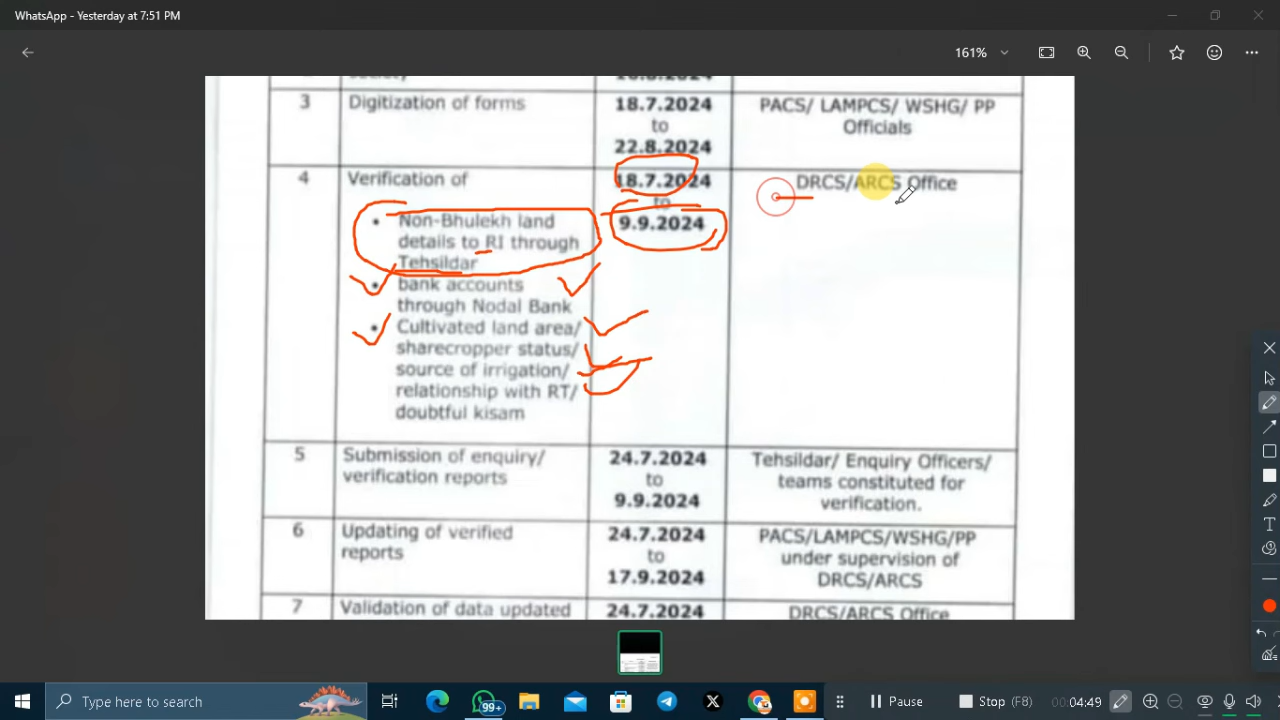 WhatsApp - Yesterday at 7:51 PM
161%
3
Digitization of forms
18.7.2024
to
22.8.2024
PACS/ LAMPCS/ WSHG/ PP
Officials
4
Verification of
• Non-Bhulekh land
details to RI through
Tehsildar
• bank accounts
through Nodal Bank
• Cultivated land area/
sharecropper status/
source of irrigation/
relationship with RT/
doubtful kisam
18.7.2024
to
9.9.2024
DRCS/ARCS Office
5
Submission of enquiry/
verification reports
24.7.2024
to
9.9.2024
Tehsildar/ Enquiry Officers/
teams constituted for
verification.
6
Updating of verified
reports
24.7.2024
to
17.9.2024
PACS/LAMPCS/WSHG/PP
under supervision of
DRCS/ARCS
7
Validation of data updated
24.7.2024
DRCS/ARCS Office
T
Type here to search
99+
X
Pause
Stop (F8)
00:04:49